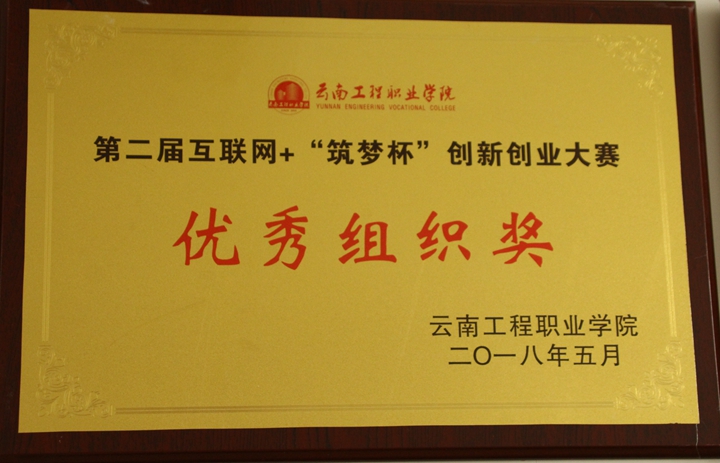 云南工程职业学院
YUNNAN ENGINEERING VOCATIONAL COLLEGE
第二届互联网+“筑梦杯”创新创业大赛
优秀组织奖
云南工程职业学院
二O一八年五月